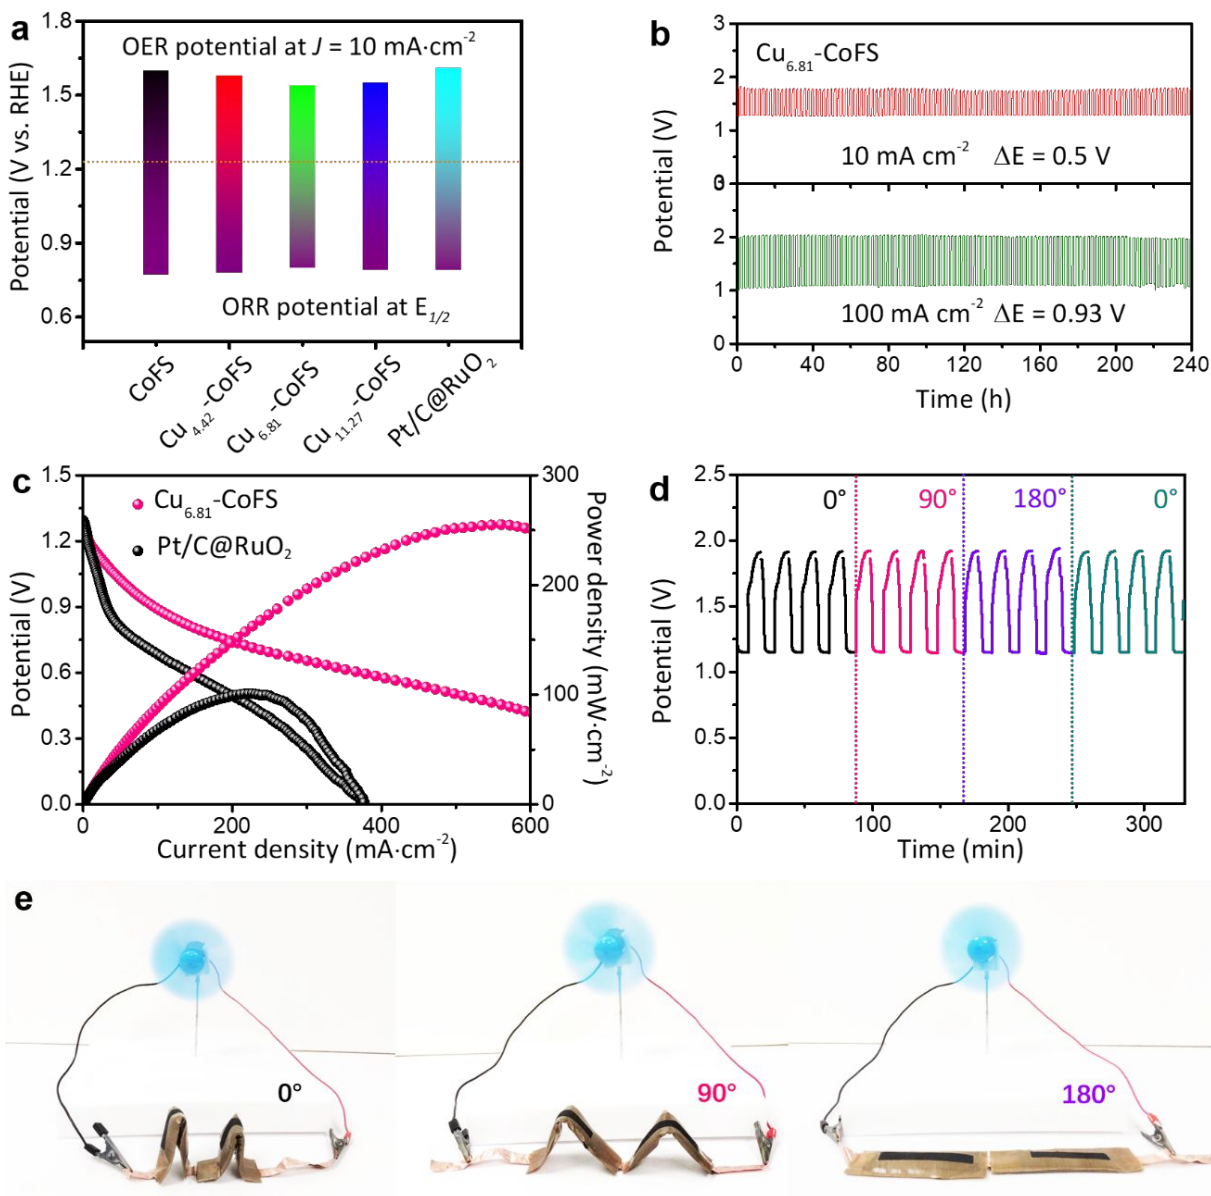 a
1.8
1.5
1.2
0.9
0.6
Potential (V vs. RHE)
OER potential at J = 10 mA·cm⁻²
ORR potential at E₁/₂
CoFS
Cu₄.₄₂-CoFS
Cu₆.₈₁-CoFS
Cu₁₁.₂₇-CoFS
Pt/C@RuO₂
b
3
2
1
0
3
2
1
0
Potential (V)
Cu₆.₈₁-CoFS
10 mA cm⁻² ΔE = 0.5 V
100 mA cm⁻² ΔE = 0.93 V
0 40 80 120 160 200 240
Time (h)
c
1.5
1.2
0.9
0.6
0.3
0.0
Potential (V)
Cu₆.₈₁-CoFS
Pt/C@RuO₂
300
200
100
0
Power density (mW·cm⁻²)
0 200 400 600
Current density (mA·cm⁻²)
d
2.5
2.0
1.5
1.0
0.5
0.0
Potential (V)
0° 90° 180° 0°
0 100 200 300
Time (min)
e
0°
90°
180°